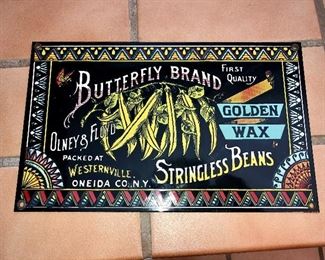 BUTTERFLY BRAND
FIRST
QUALITY
GOLDEN
WAX
OLNEY & FLOYD
PACKED AT
WESTERNVILLE,
ONEIDA CO. N.Y.
STRINGLESS BEANS